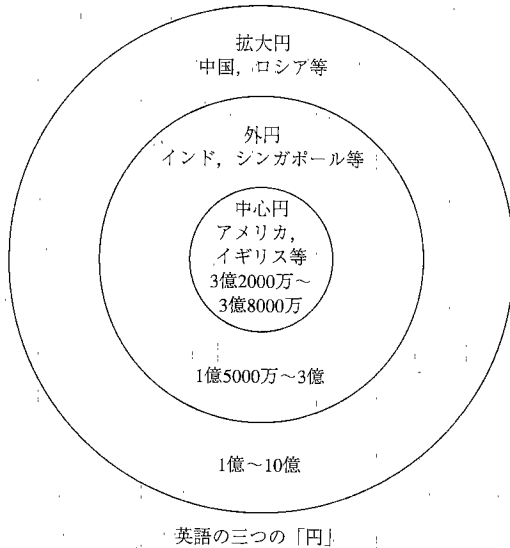 拡大円
中国，ロシア等
外円
インド，シンガポール等
中心円
アメリカ，
イギリス等
3億2000万～
3億8000万
1億5000万～3億
1億～10億
英語の三つの「円」